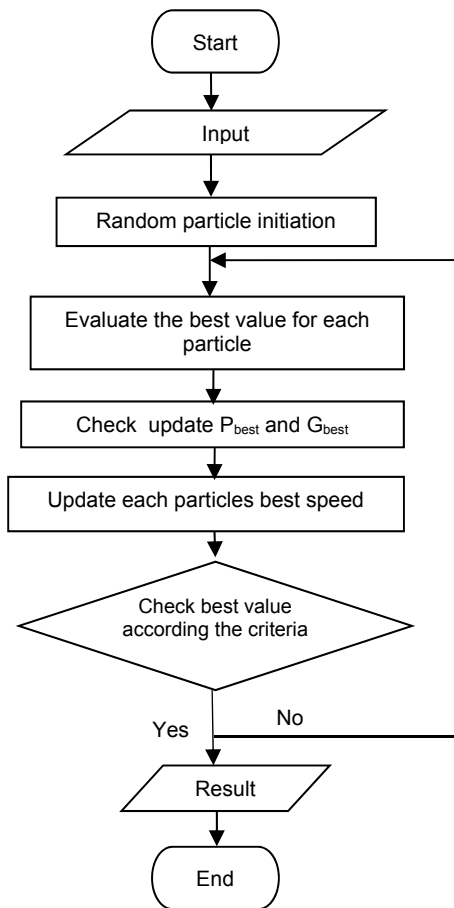 Start
Input
Random particle initiation
Evaluate the best value for each
particle
Check update Pbest and Gbest
Update each particles best speed
Check best value
according the criteria
Yes
No
Result
End